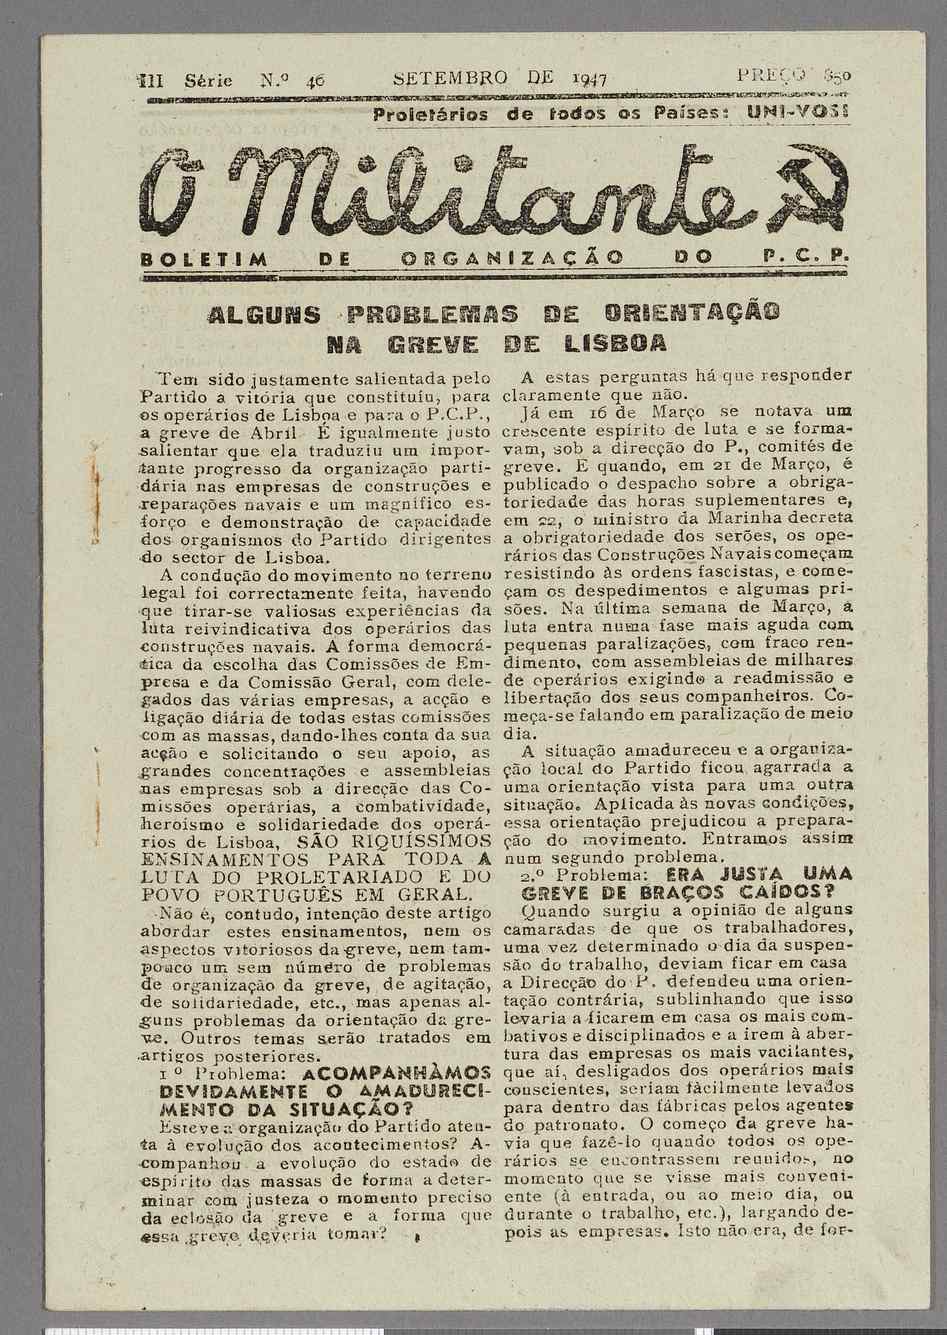 III Série N.º 46 SETEMBRO DE 1947 PREÇO $50
Proletários de todos os Países: UNI-VOS!
O Militante
BOLETIM DE ORGANIZAÇÃO DO P. C. P.
ALGUNS PROBLEMAS DE ORIENTAÇÃO
NA GREVE DE LISBOA
Tem sido justamente salientada pelo
Partido a vitória que constituiu, para
os operários de Lisboa e para o P.C.P.,
a greve de Abril. É igualmente justo
salientar que ela traduziu um impor-
tante progresso da organização parti-
dária nas empresas de construções e
reparações navais e um magnífico es-
forço e demonstração de capacidade
dos organismos do Partido dirigentes
do sector de Lisboa.
A condução do movimento no terreno
legal foi correctamente feita, havendo
que tirar-se valiosas experiências da
luta reivindicativa dos operários das
construções navais. A forma democrá-
tica da escolha das Comissões de Em-
presa e da Comissão Geral, com dele-
gados das várias empresas, a acção e
ligação diária de todas estas comissões
com as massas, dando-lhes conta da sua
acção e solicitando o seu apoio, as
grandes concentrações e assembleias
nas empresas sob a direcção das Co-
missões operárias, a combatividade,
heroísmo e solidariedade dos operá-
rios de Lisboa, SÃO RIQUÍSSIMOS
ENSINAMENTOS PARA TODA A
LUTA DO PROLETARIADO E DO
POVO PORTUGUÊS EM GERAL.
Não é, contudo, intenção deste artigo
abordar estes ensinamentos, nem os
aspectos vitoriosos da greve, nem tam-
pouco um sem número de problemas
de organização da greve, de agitação,
de solidariedade, etc., mas apenas al-
guns problemas da orientação da gre-
ve. Outros temas serão tratados em
artigos posteriores.
1º Problema: ACOMPANHÀMOS
DEVIDAMENTE O AMADURECI-
MENTO DA SITUAÇÃO?
Esteve a organização do Partido aten-
ta à evolução dos acontecimentos? A-
companhou a evolução do estado de
espírito das massas de forma a deter-
minar com justeza o momento preciso
da eclosão da greve e a forma que
essa greve deveria tomar?
A estas perguntas há que responder
claramente que não.
Já em 16 de Março se notava um
crescente espírito de luta e se forma-
vam, sob a direcção do P., comités de
greve. E quando, em 21 de Março, é
publicado o despacho sobre a obriga-
toriedade das horas suplementares e,
em 22, o ministro da Marinha decreta
a obrigatoriedade dos serões, os ope-
rários das Construções Navais começam
resistindo às ordens fascistas, e come-
çam os despedimentos e algumas pri-
sões. Na última semana de Março, a
luta entra numa fase mais aguda com
pequenas paralizações, com fraco ren-
dimento, com assembleias de milhares
de operários exigindo a readmissão e
libertação dos seus companheiros. Co-
meça-se falando em paralização de meio
dia.
A situação amadureceu e a organiza-
ção local do Partido ficou agarrada a
uma orientação vista para uma outra
situação. Aplicada às novas condições,
essa orientação prejudicou a prepara-
ção do movimento. Entramos assim
num segundo problema.
2.º Problema: ERA JUSTA UMA
GREVE DE BRAÇOS CAÍDOS?
Quando surgiu a opinião de alguns
camaradas de que os trabalhadores,
uma vez determinado o dia da suspen-
são do trabalho, deviam ficar em casa
a Direcção do P. defendeu uma orien-
tação contrária, sublinhando que isso
levaria a ficarem em casa os mais com-
bativos e disciplinados e a irem à aber-
tura das empresas os mais vacilantes,
que aí, desligados dos operários mais
conscientes, seriam fàcilmente levados
para dentro das fábricas pelos agentes
do patronato. O começo da greve ha-
via que fazê-lo quando todos os ope-
rários se encontrassem reunidos, no
momento que se visse mais conveni-
ente (à entrada, ou ao meio dia, ou
durante o trabalho, etc.), largando de-
pois as empresas. Isto não era, de for-